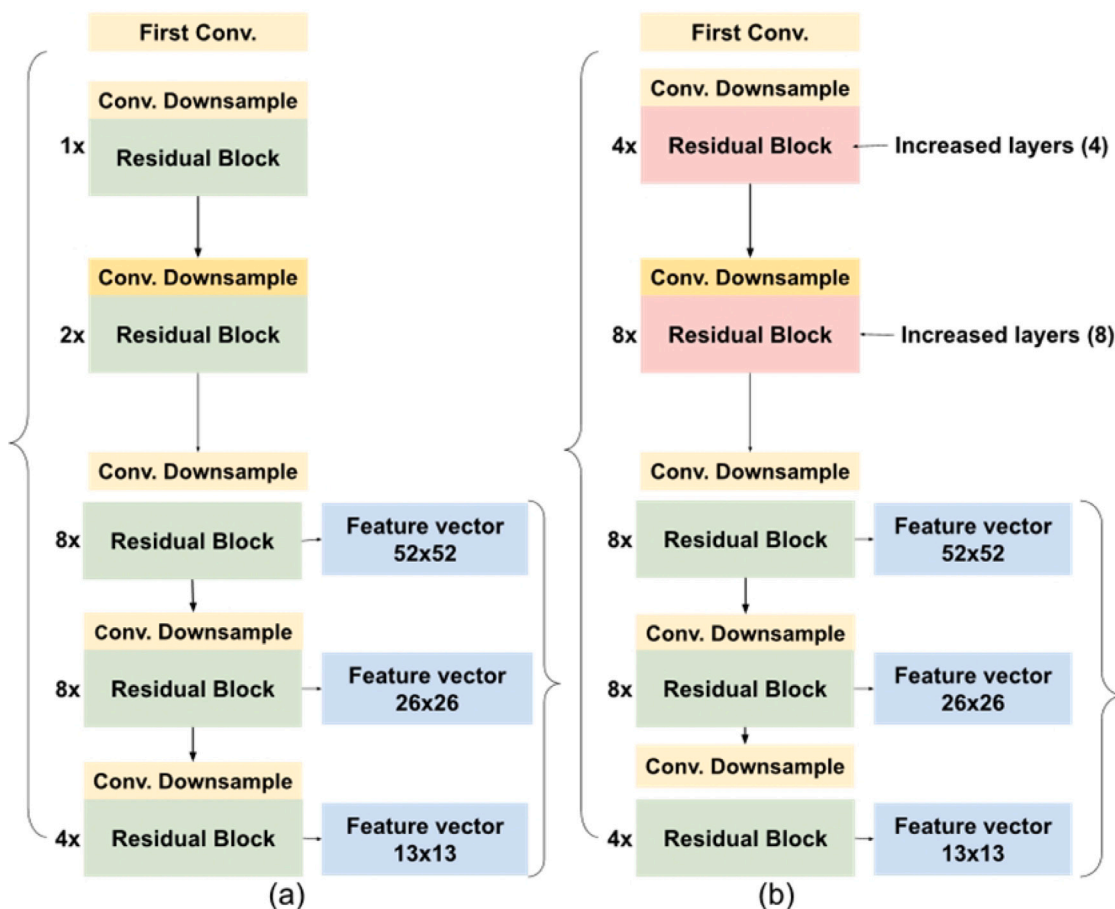 First Conv.
Conv. Downsample
1x
Residual Block
Conv. Downsample
2x
Residual Block
Conv. Downsample
8x
Residual Block
Feature vector
52x52
Conv. Downsample
8x
Residual Block
Feature vector
26x26
Conv. Downsample
4x
Residual Block
Feature vector
13x13
(a)
First Conv.
Conv. Downsample
4x
Residual Block
Increased layers (4)
Conv. Downsample
8x
Residual Block
Increased layers (8)
Conv. Downsample
8x
Residual Block
Feature vector
52x52
Conv. Downsample
8x
Residual Block
Feature vector
26x26
Conv. Downsample
4x
Residual Block
Feature vector
13x13
(b)